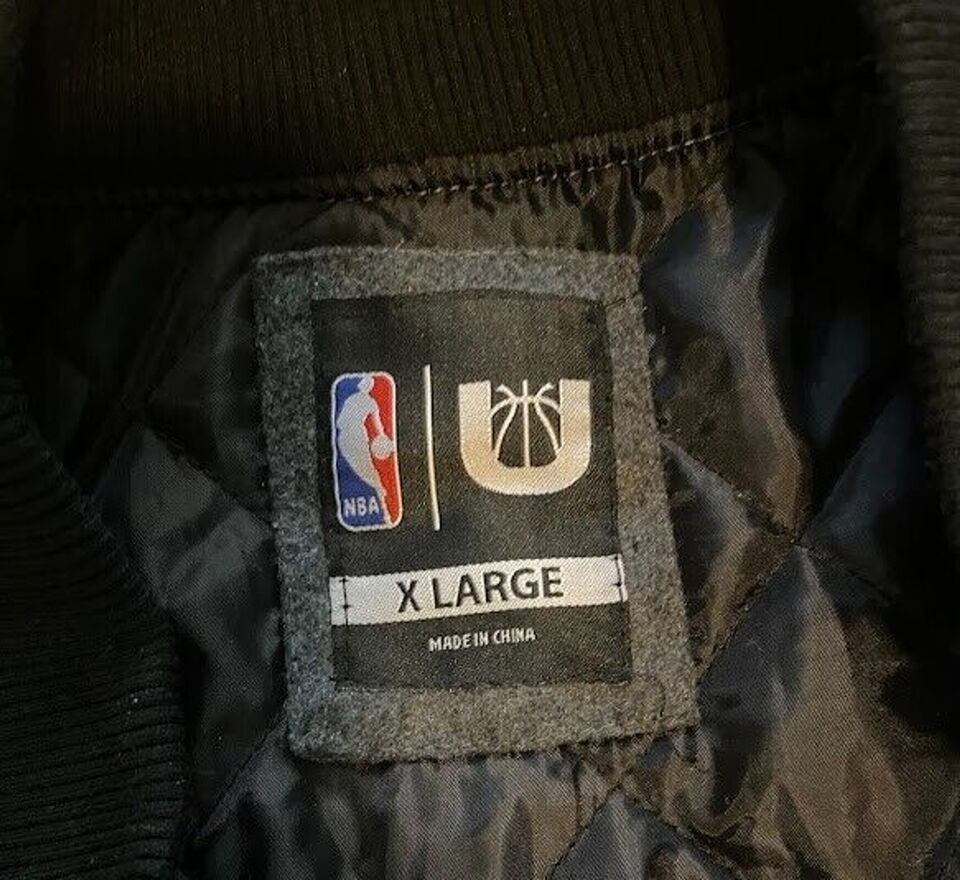 NBA
U
X LARGE
MADE IN CHINA